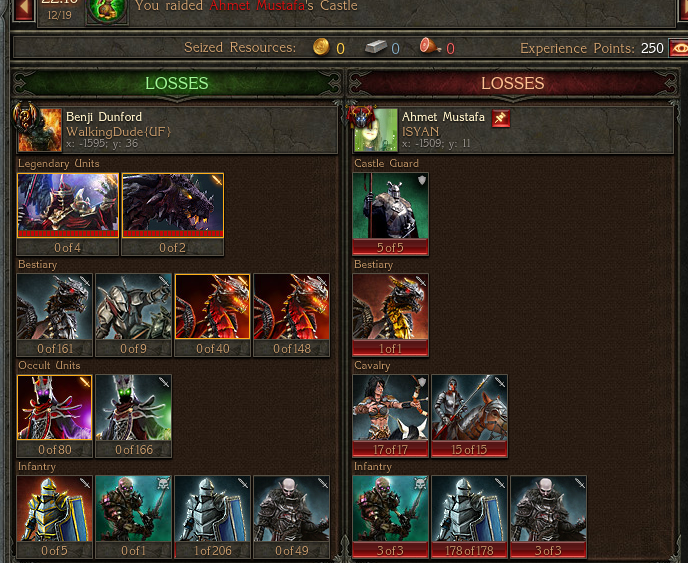 12/19
You raided Ahmet Mustafa's Castle
Seized Resources: 0 0 0 Experience Points: 250
LOSSES
Benji Dunford
WalkingDude{UF}
x: -1595; y: 36
Legendary Units
0 of 4 0 of 2
Bestiary
0 of 161 0 of 9 0 of 40 0 of 148
Occult Units
0 of 80 0 of 166
Infantry
0 of 5 0 of 1 1 of 206 0 of 49
LOSSES
Ahmet Mustafa
ISYAN
x: -1509; y: 11
Castle Guard
5 of 5
Bestiary
1 of 1
Cavalry
17 of 17 15 of 15
Infantry
3 of 3 178 of 178 3 of 3